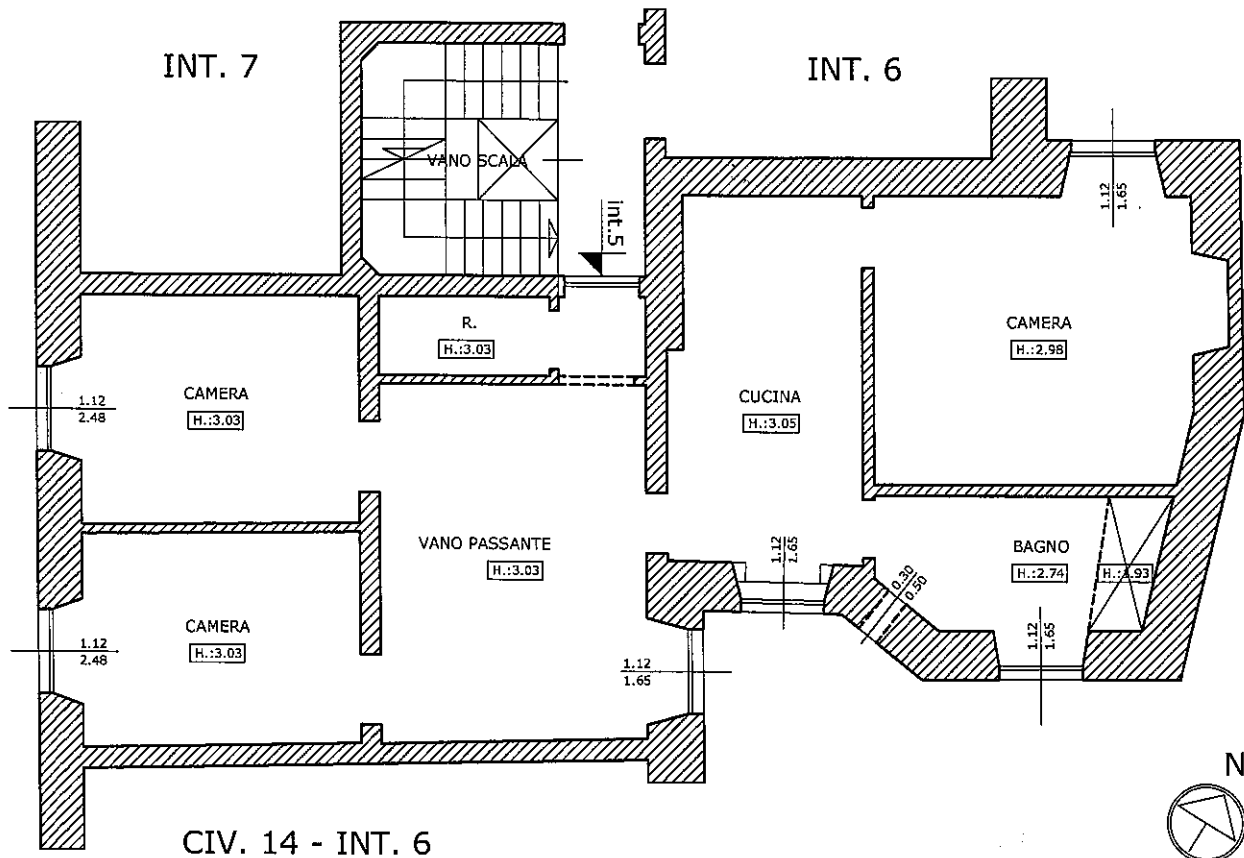 INT. 7
INT. 6
VANO SCALA
int.5
1.12
1.65
R.
H.:3.03
CAMERA
H.:2.98
CAMERA
H.:3.03
1.12
2.48
CUCINA
H.:3.05
VANO PASSANTE
H.:3.03
1.12
1.65
0.30
0.50
BAGNO
H.:2.74
CAMERA
H.:3.03
1.12
2.48
1.12
1.65
1.12
1.65
N
CIV. 14 - INT. 6